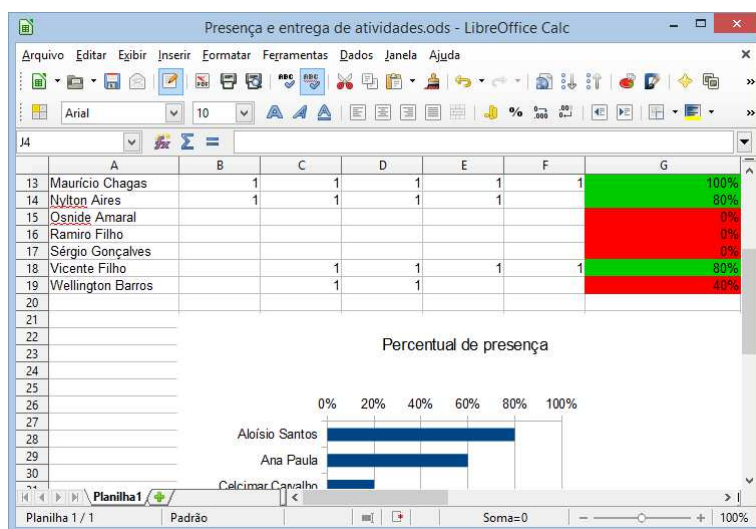 Presença e entrega de atividades.ods - LibreOffice Calc
Arquivo Editar Exibir Inserir Formatar Ferramentas Dados Janela Ajuda
Arial 10
J4
A B C D E F G
13 Maurício Chagas 1 1 1 1 1 100%
14 Nylton Aires 1 1 1 1 80%
15 Osnide Amaral 0%
16 Ramiro Filho 0%
17 Sérgio Gonçalves 0%
18 Vicente Filho 1 1 1 1 80%
19 Wellington Barros 1 1 40%
20
21
22
23
24
25
26
27
28
29
30
31
Percentual de presença
0% 20% 40% 60% 80% 100%
Aloísio Santos
Ana Paula
Celcimar Carvalho
Planilha1
Planilha 1 / 1 Padrão Soma=0 100%